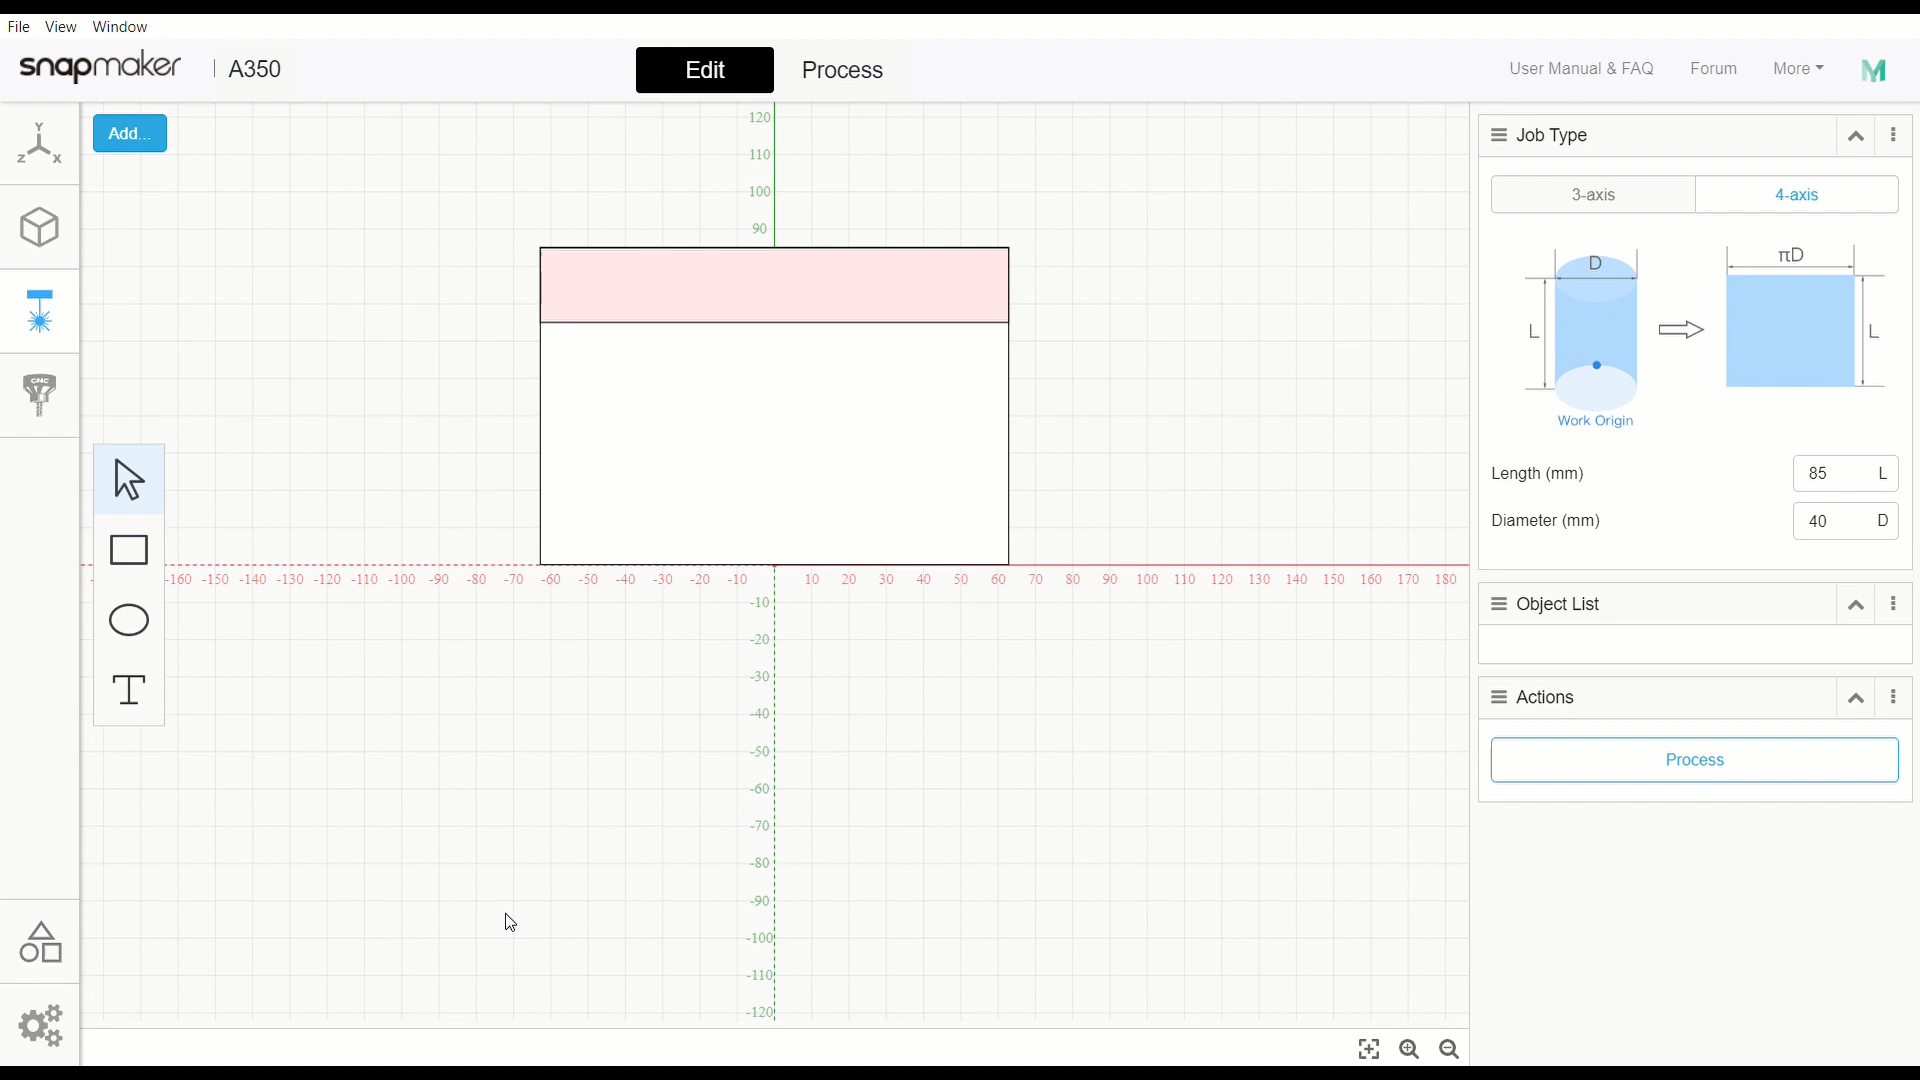 File View Window
snapmaker | A350
Edit Process
User Manual & FAQ Forum More
Y
Z X
CNC
Add...
120
110
100
90
-160 -150 -140 -130 -120 -110 -100 -90 -80 -70 -60 -50 -40 -30 -20 -10 10 20 30 40 50 60 70 80 90 100 110 120 130 140 150 160 170 180
-10
-20
-30
-40
-50
-60
-70
-80
-90
-100
-110
-120
Job Type
3-axis 4-axis
D πD
L L
Work Origin
Length (mm) 85 L
Diameter (mm) 40 D
Object List
Actions
Process